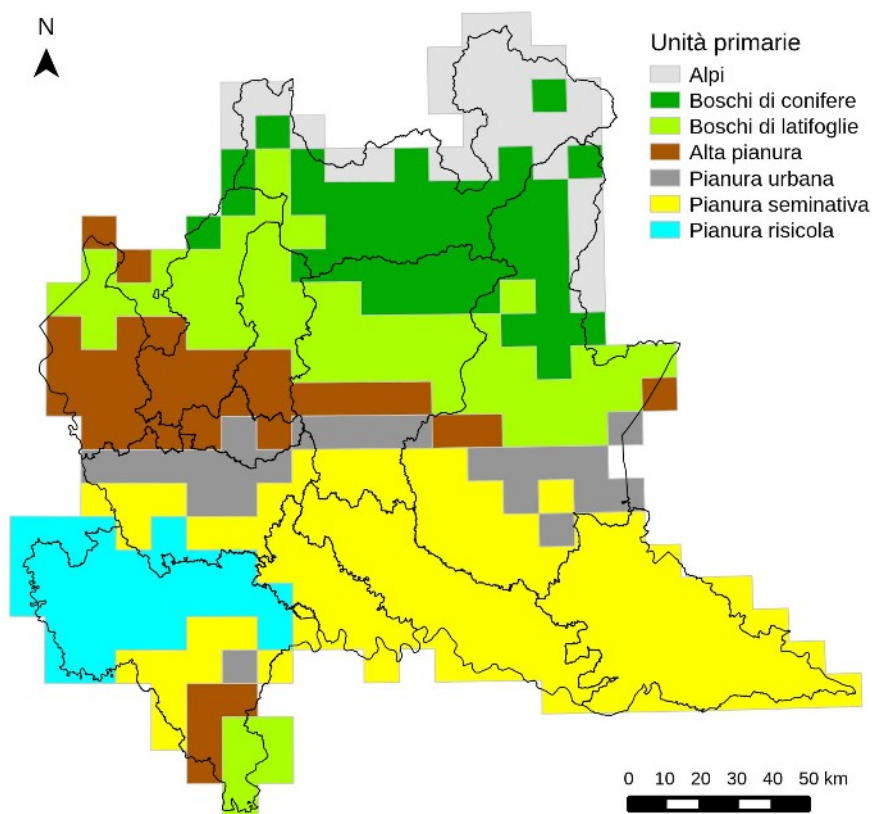 N
Unità primarie
Alpi
Boschi di conifere
Boschi di latifoglie
Alta pianura
Pianura urbana
Pianura seminativa
Pianura risicola
0 10 20 30 40 50 km